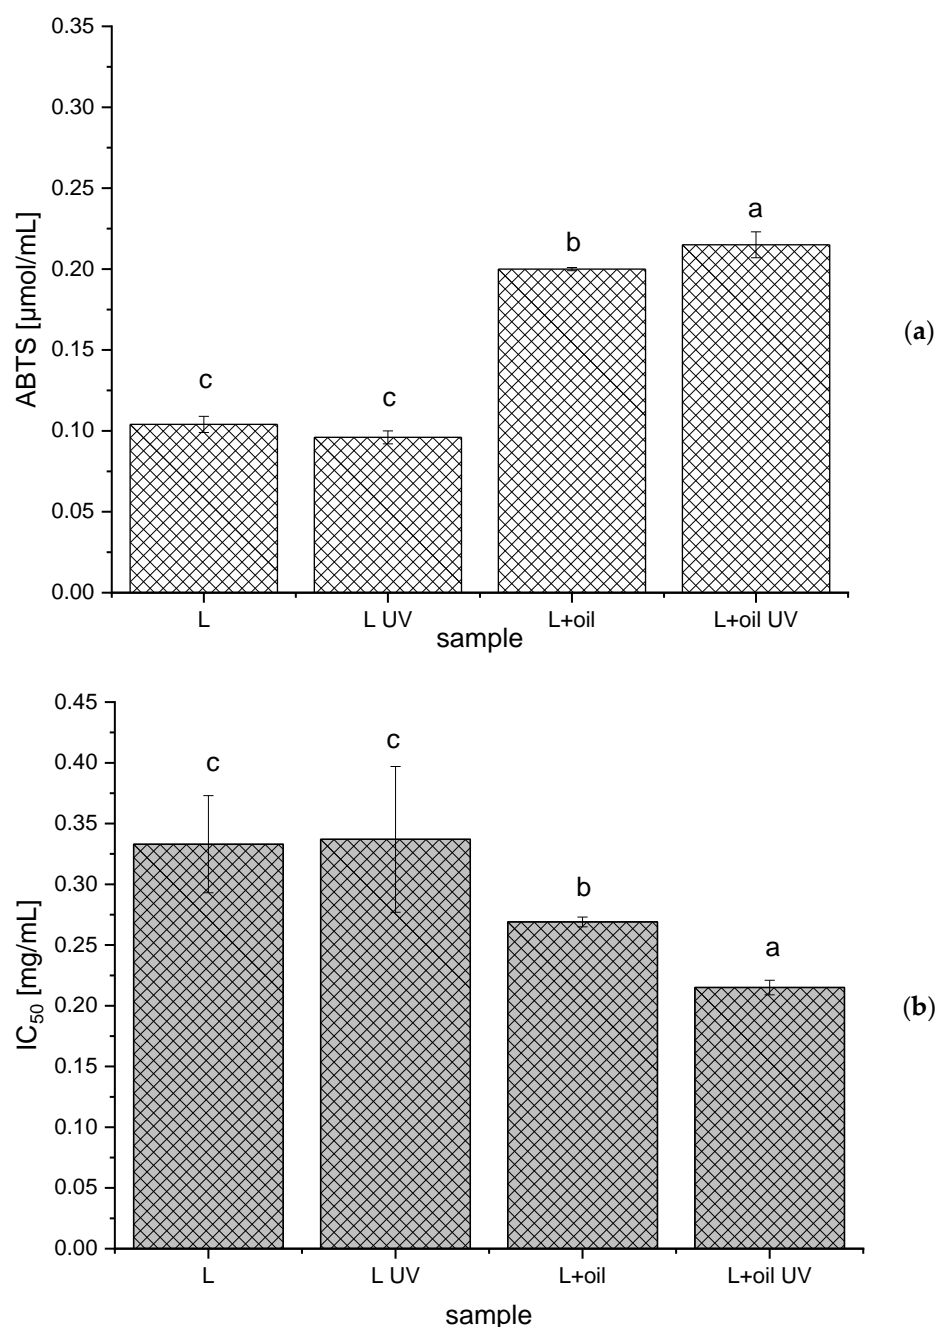 0.35
0.30
0.25
0.20
0.15
0.10
0.05
0.00
ABTS [µmol/mL]
c
c
b
a
L
L UV
L+oil
L+oil UV
sample
(a)
0.45
0.40
0.35
0.30
0.25
0.20
0.15
0.10
0.05
0.00
IC50 [mg/mL]
c
c
b
a
L
L UV
L+oil
L+oil UV
sample
(b)